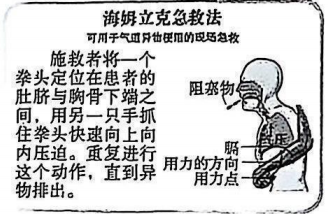 海姆立克急救法
可用于气道异物梗阻的现场急救
施救者将一个
拳头定位在患者的
肚脐与胸骨下端之
间，用另一只手抓
住拳头快速向上向
内压迫。重复进行
这个动作，直到异
物排出。
阻塞物
膈
用力的方向
用力点